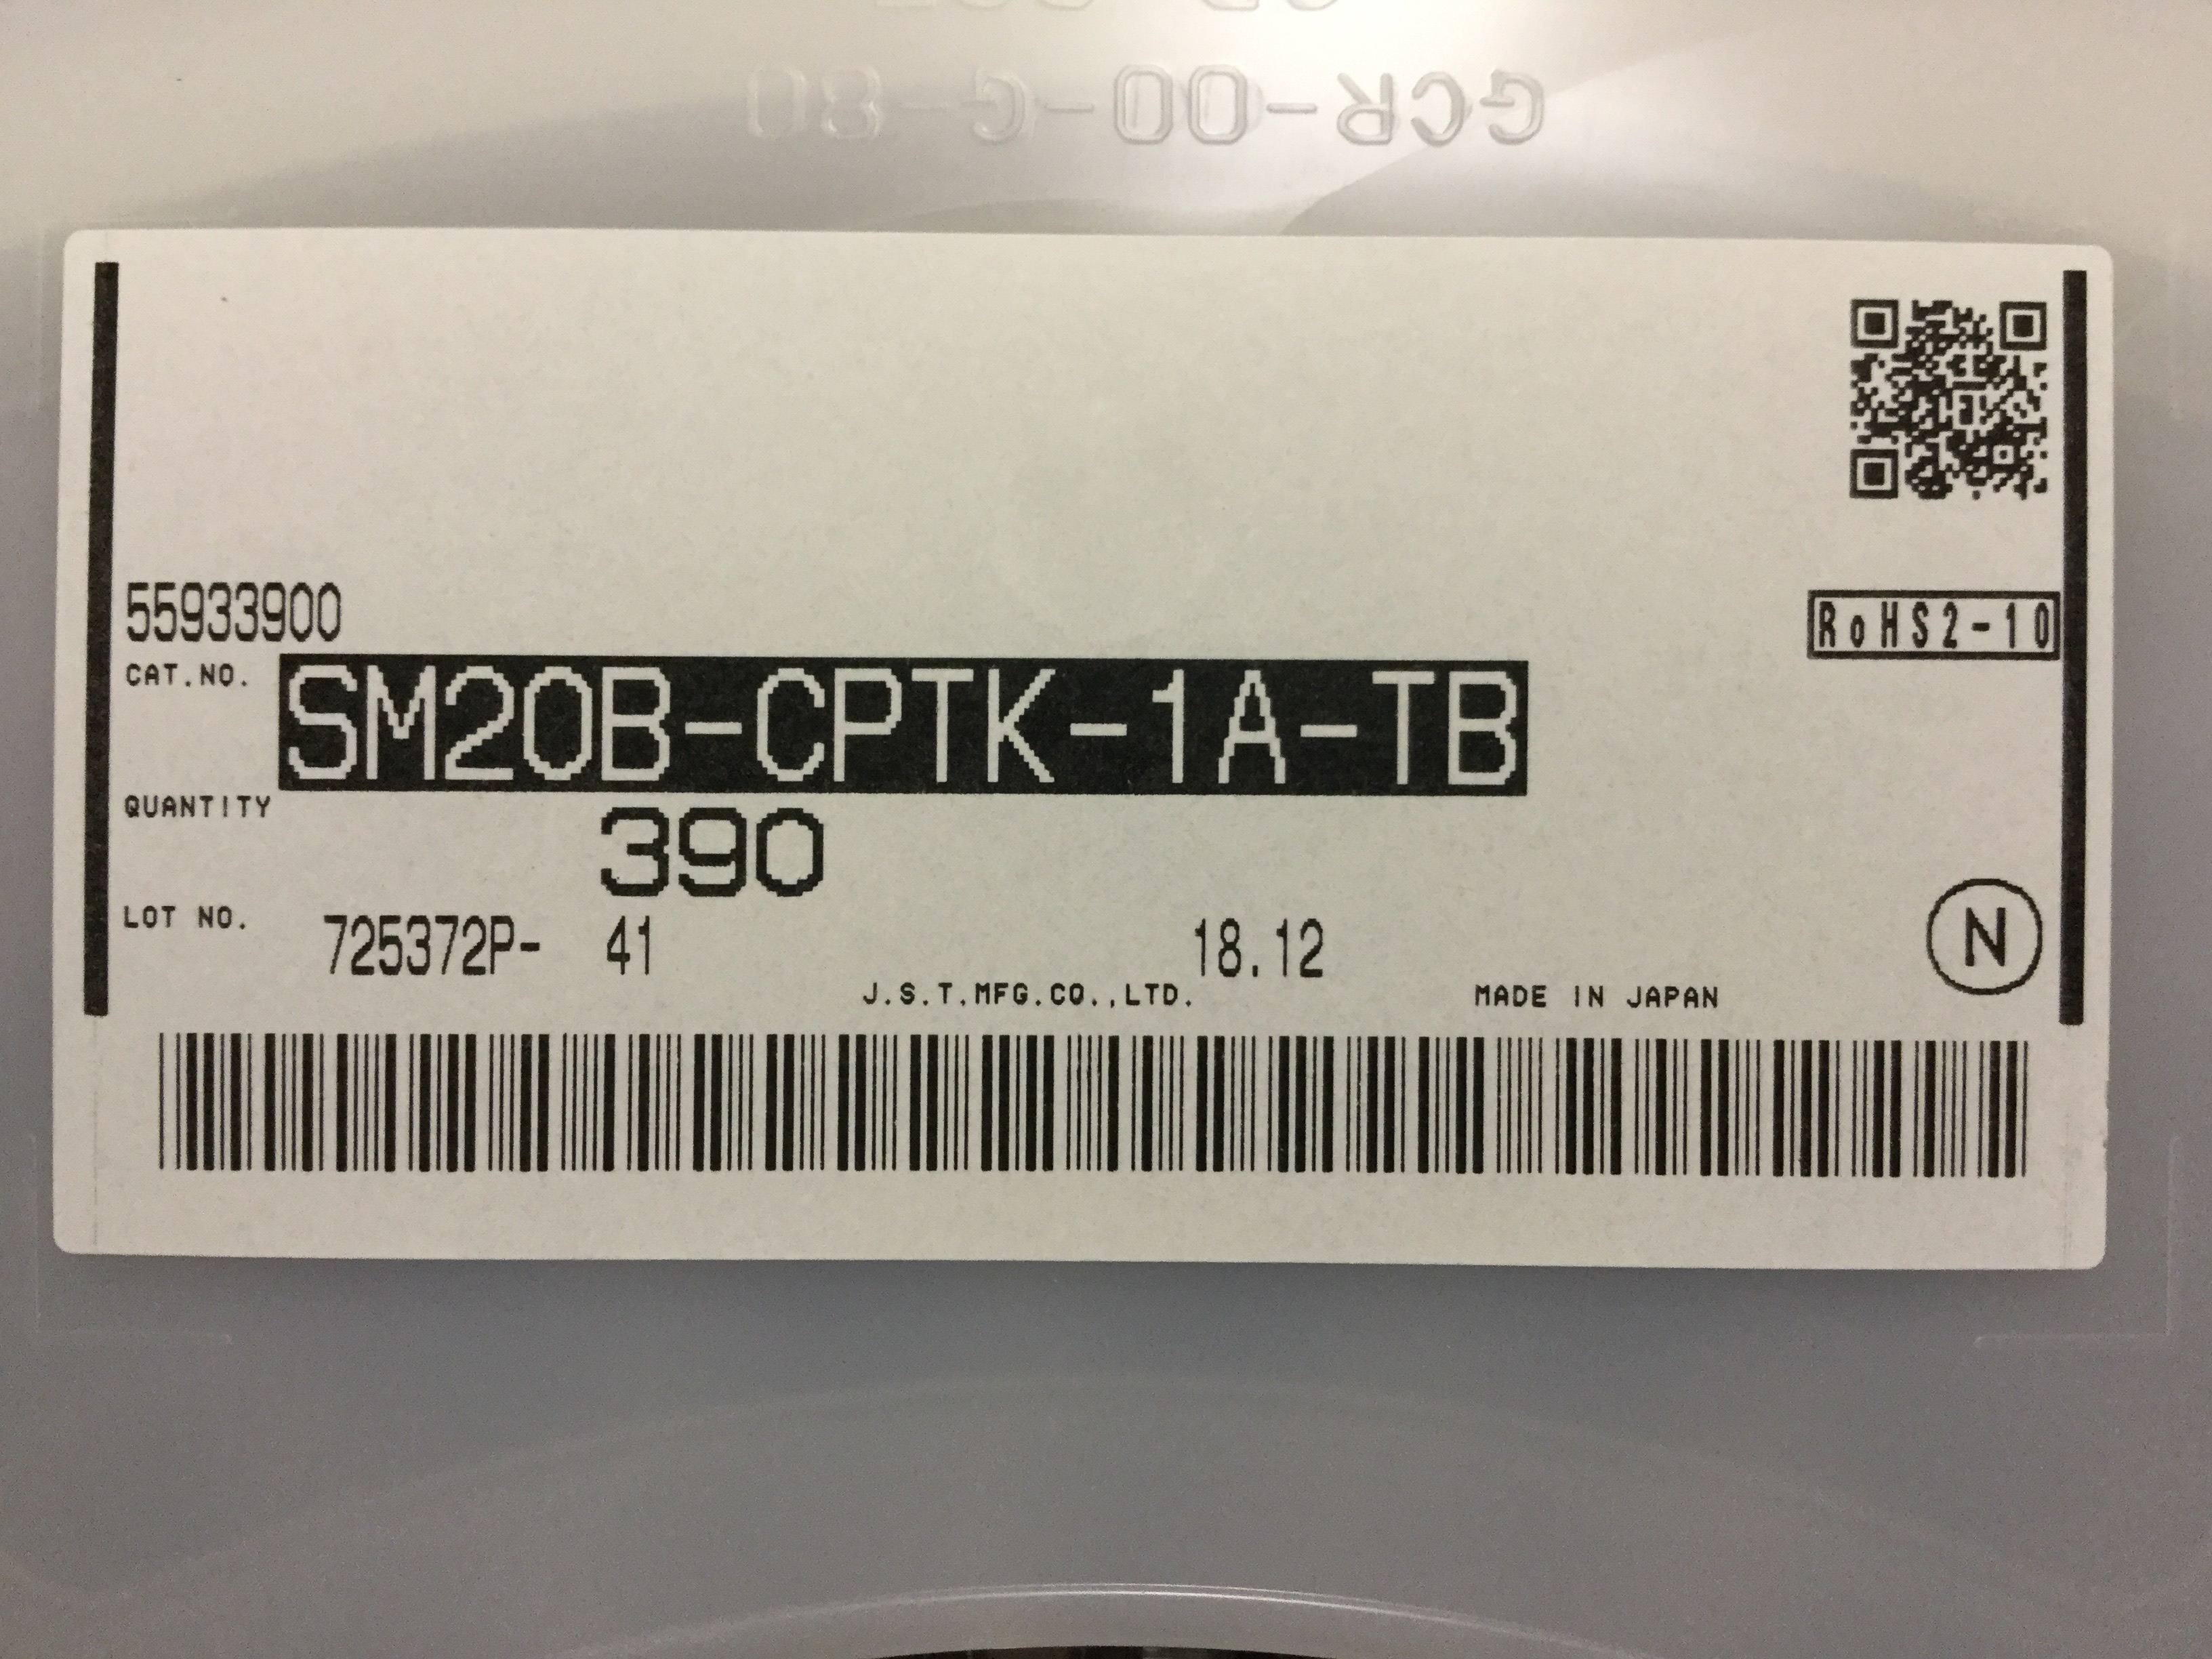 GCR-00-G-80
55933900
RoHS2-10
CAT.NO. SM20B-CPTK-1A-TB
QUANTITY 390
LOT NO. 725372P- 41 18.12
J.S.T.MFG.CO.,LTD. MADE IN JAPAN
N